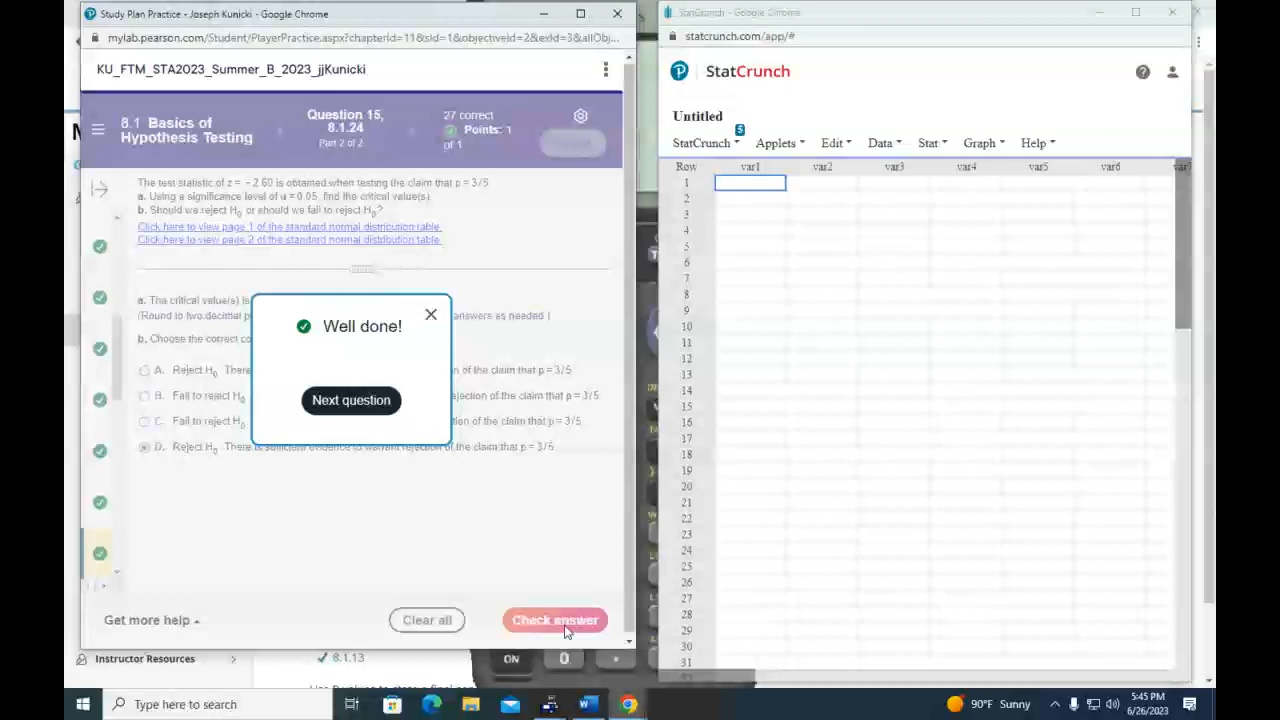 Study Plan Practice - Joseph Kunicki - Google Chrome
mylab.pearson.com/Student/PlayerPractice.aspx?chapterId=11&sId=1&objectiveId=2&exId=3&allObj...
KU_FTM_STA2023_Summer_B_2023_jjKunicki
8.1 Basics of
Hypothesis Testing
Question 15,
8.1.24
Part 2 of 2
27 correct
Points: 1
of 1
The test statistic of z = -2.60 is obtained when testing the claim that p = 3/5
a. Using a significance level of α = 0.05, find the critical value(s).
b. Should we reject H0 or should we fail to reject H0?
Click here to view page 1 of the standard normal distribution table.
Click here to view page 2 of the standard normal distribution table.
a. The critical value(s) is
(Round to two decimal p answers as needed.)
b. Choose the correct co
A. Reject H0 There on of the claim that p = 3/5
B. Fail to reject H0 ejection of the claim that p = 3/5
C. Fail to reject H0 on of the claim that p = 3/5
D. Reject H0 There is sufficient evidence to warrant rejection of the claim that p = 3/5
Well done!
Next question
Get more help
Clear all
Check answer
Instructor Resources
8.1.13
ON
0
StatCrunch - Google Chrome
statcrunch.com/app/#
P StatCrunch
Untitled
5
StatCrunch Applets Edit Data Stat Graph Help
Row var1 var2 var3 var4 var5 var6 var7
1
2
3
4
5
6
7
8
9
10
11
12
13
14
15
16
17
18
19
20
21
22
23
24
25
26
27
28
29
30
31
Type here to search
90°F Sunny
5:45 PM
6/26/2023